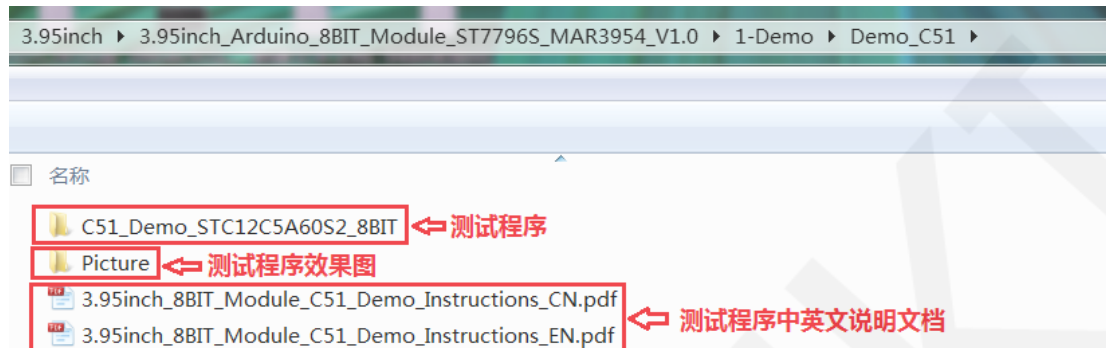 3.95inch ▸ 3.95inch_Arduino_8BIT_Module_ST7796S_MAR3954_V1.0 ▸ 1-Demo ▸ Demo_C51 ▸
名称
C51_Demo_STC12C5A60S2_8BIT 测试程序
Picture 测试程序效果图
3.95inch_8BIT_Module_C51_Demo_Instructions_CN.pdf
测试程序中英文说明文档
3.95inch_8BIT_Module_C51_Demo_Instructions_EN.pdf